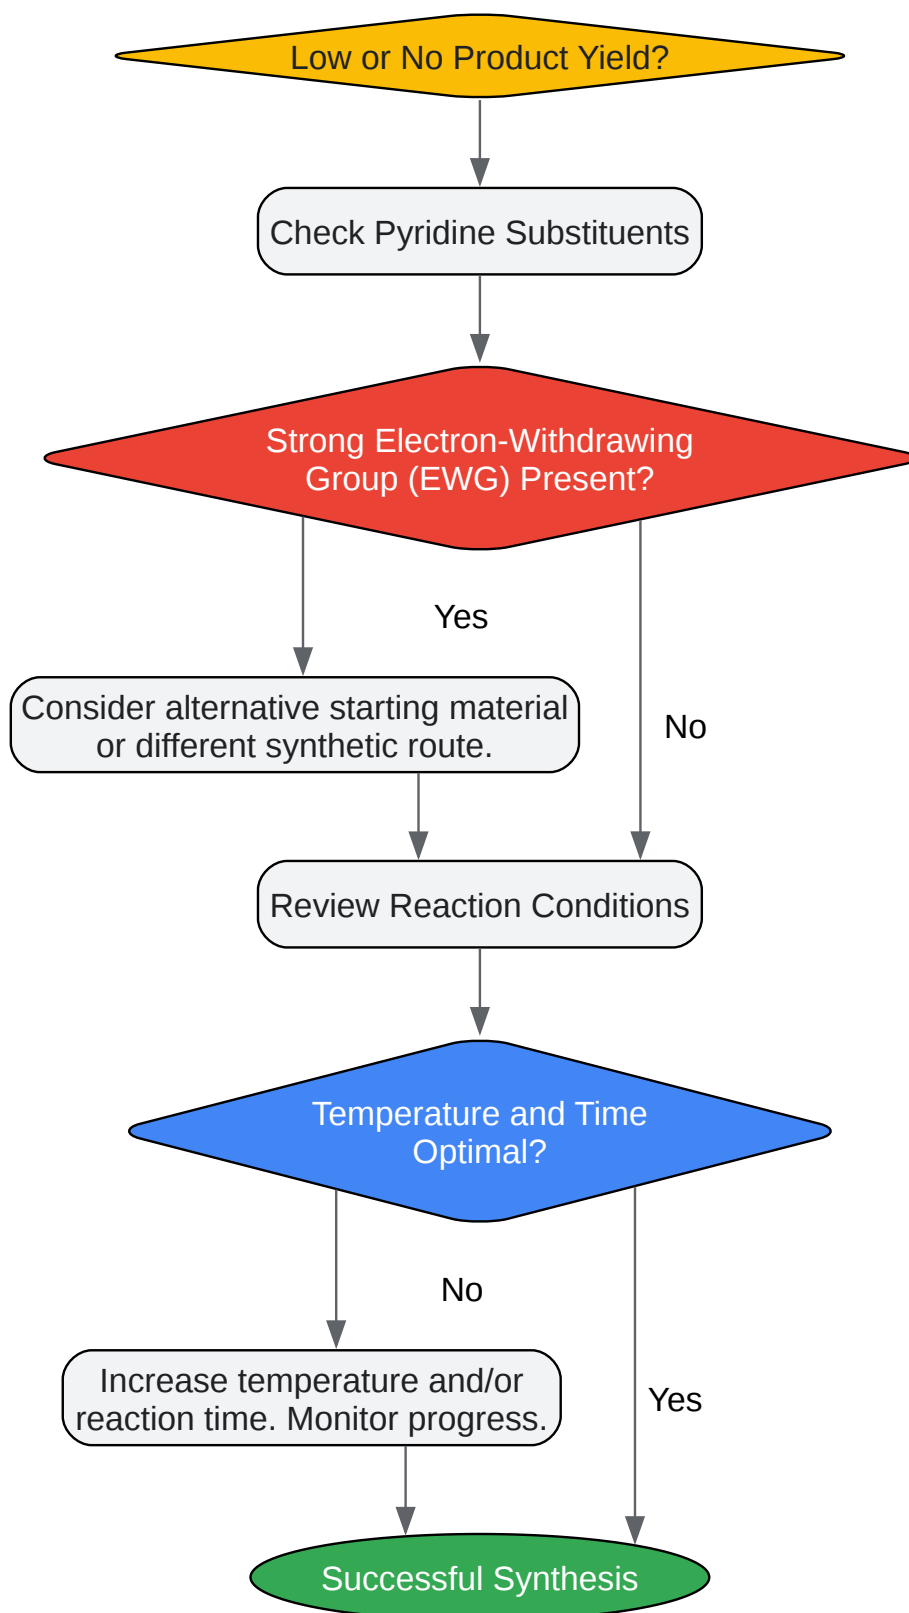 Low or No Product Yield?
Check Pyridine Substituents
Strong Electron-Withdrawing
Group (EWG) Present?
Yes
Consider alternative starting material
or different synthetic route.
No
Review Reaction Conditions
Temperature and Time
Optimal?
No
Increase temperature and/or
reaction time. Monitor progress.
Yes
Successful Synthesis